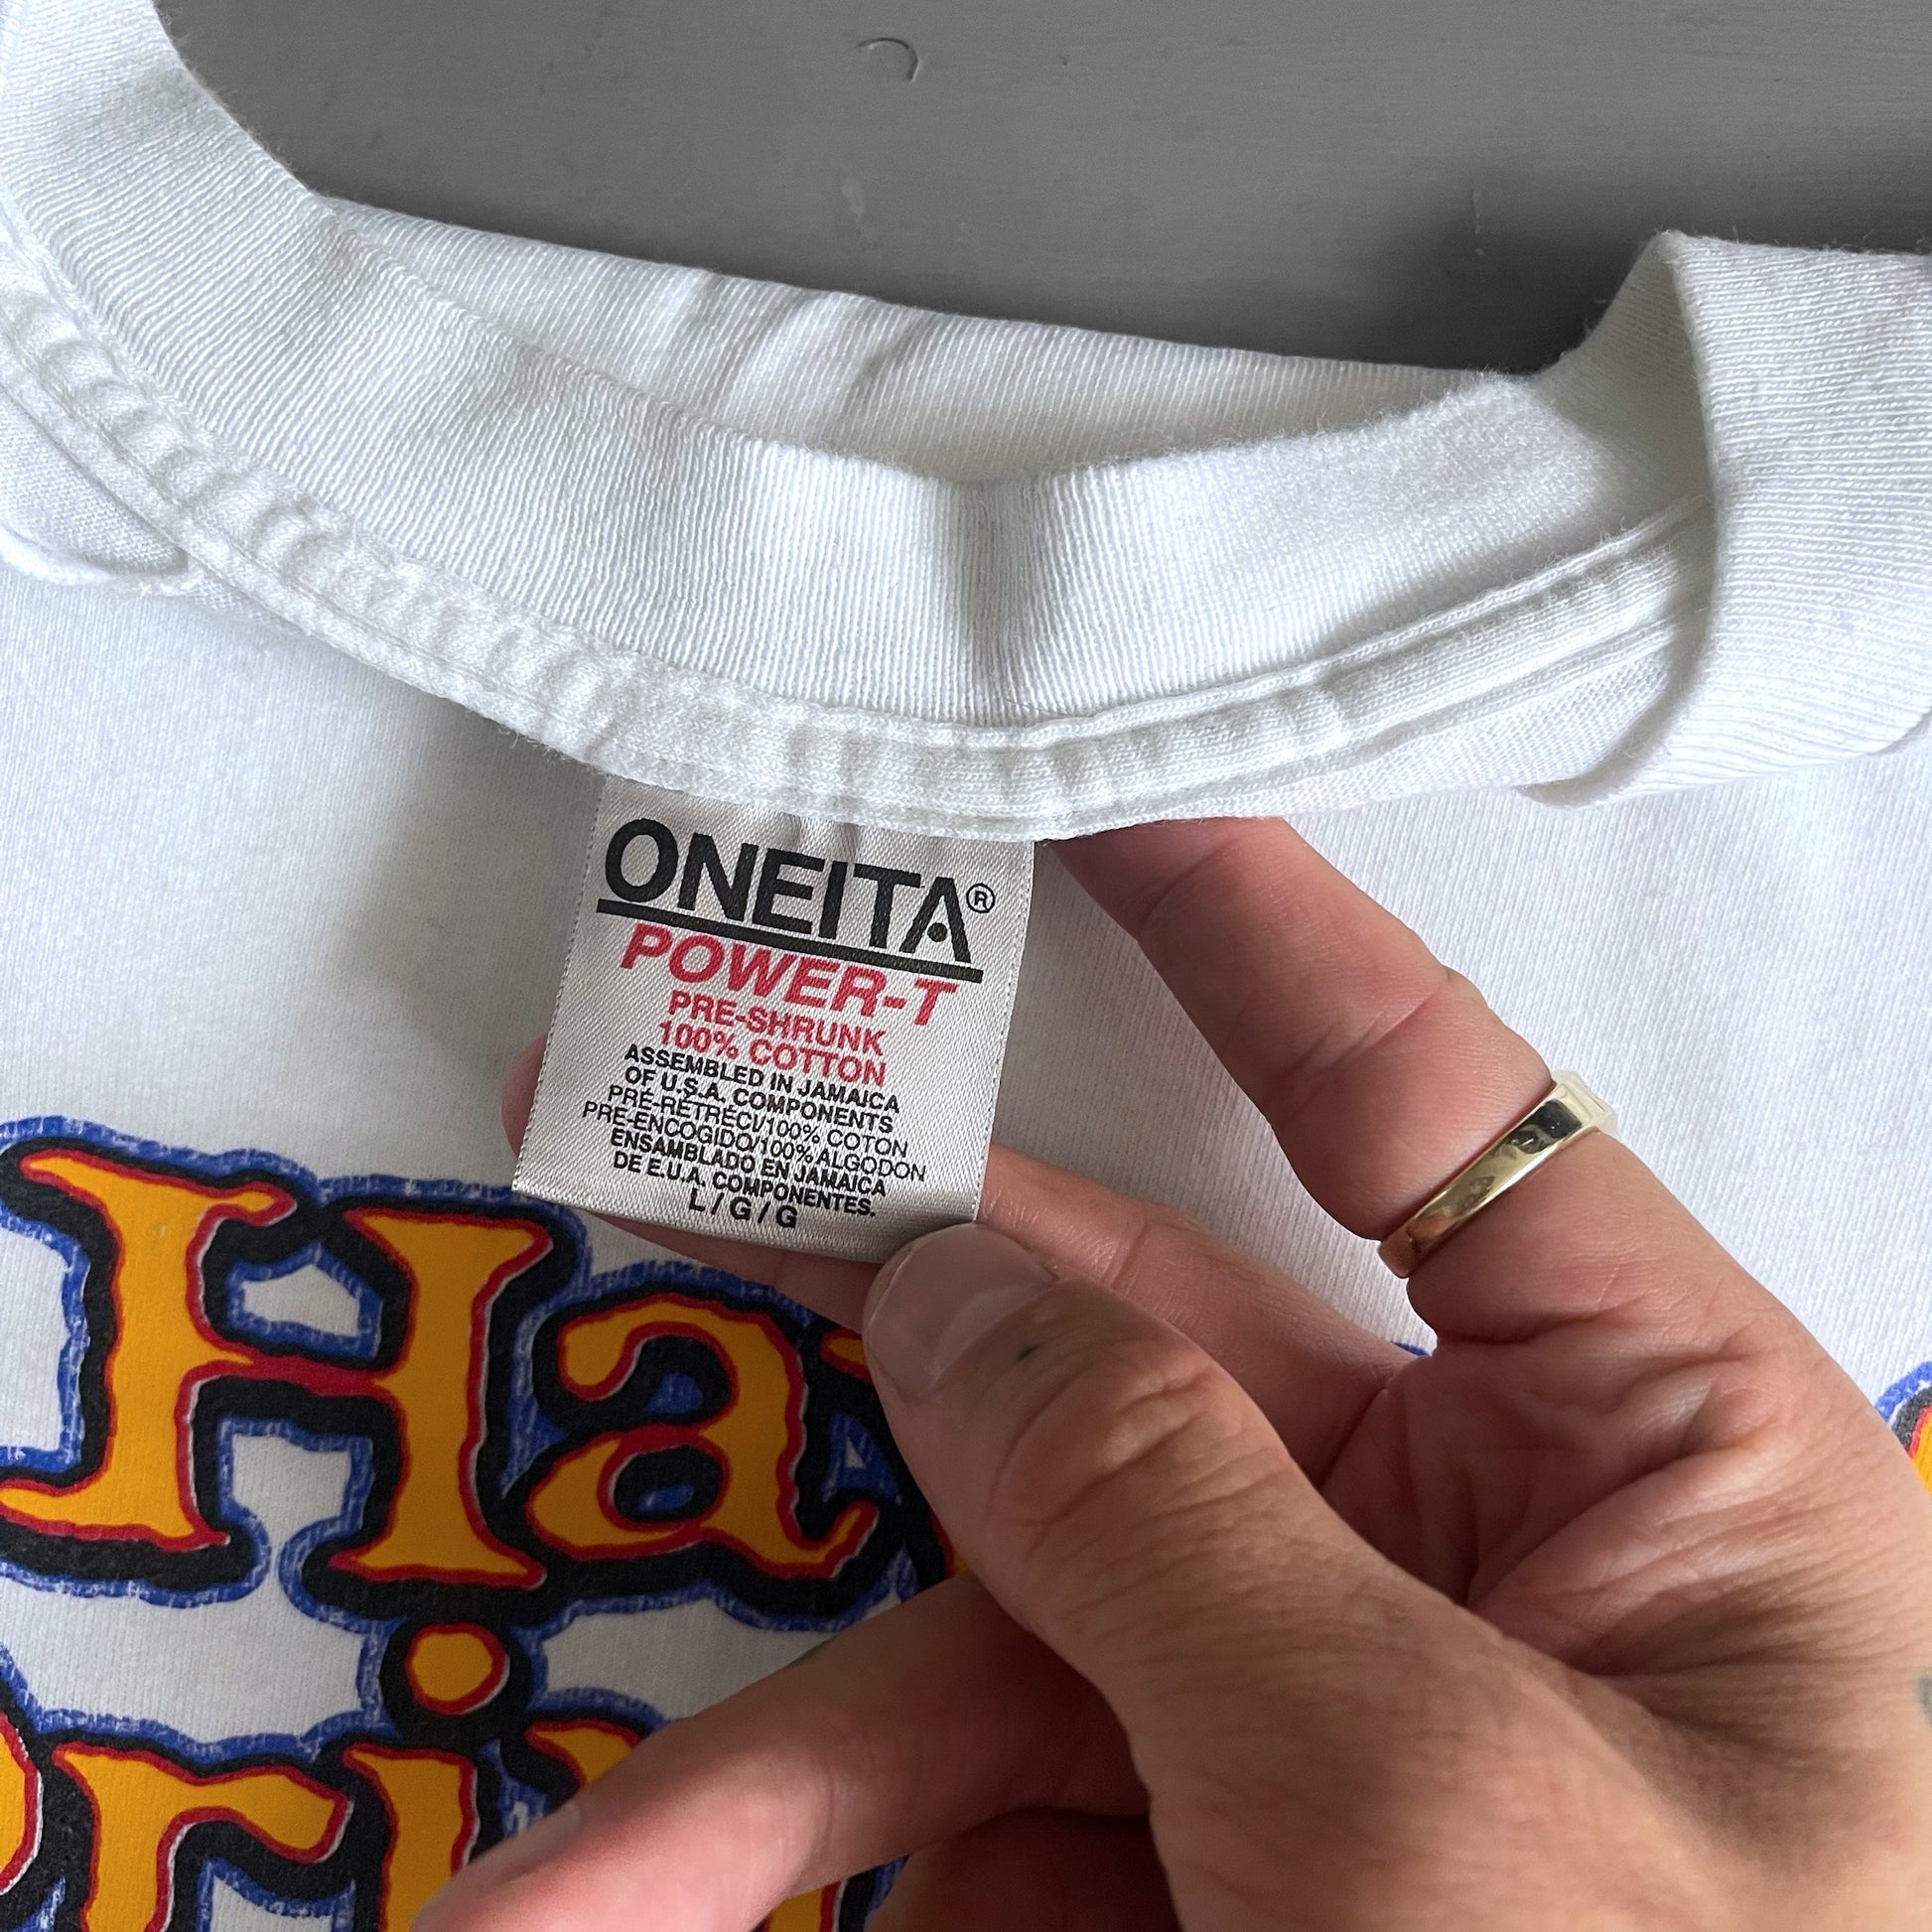 ONEITA®
POWER-T
PRE-SHRUNK
100% COTTON
ASSEMBLED IN JAMAICA
OF U.S.A. COMPONENTS
PRÉ-RÉTRÉCI/100% COTON
PRE-ENCOGIDO/100% ALGODON
ENSAMBLADO EN JAMAICA
DE E.U.A. COMPONENTES.
L/G/G
Ha